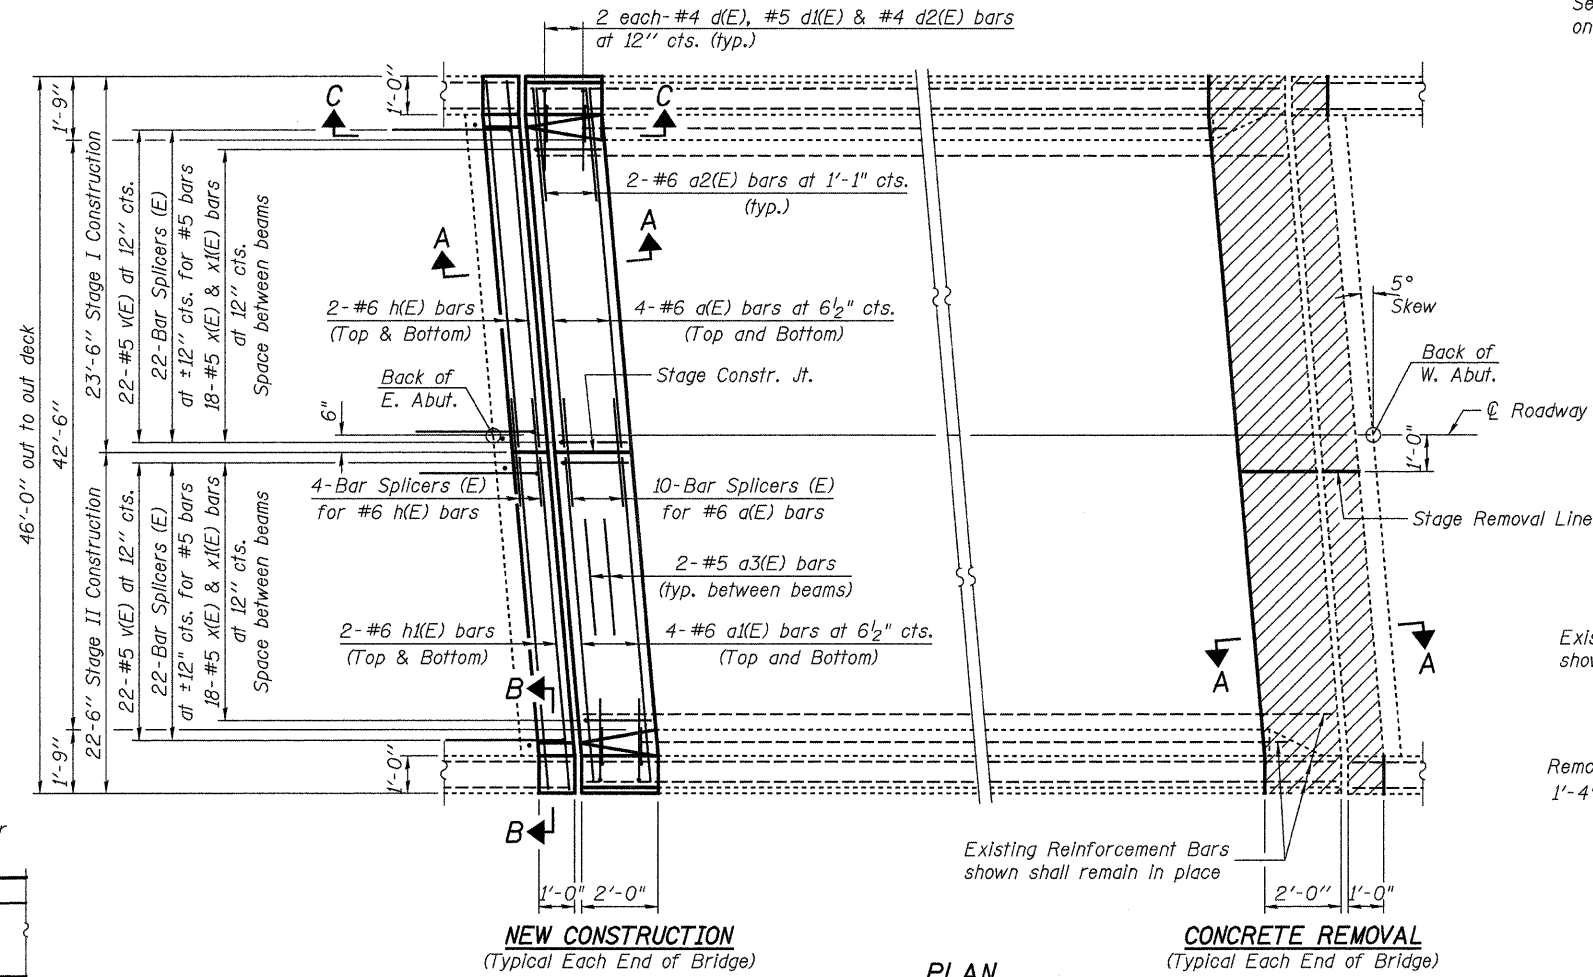 2 each-#4 d(E), #5 d1(E) & #4 d2(E) bars
at 12" cts. (typ.)
Se
on
1'-9"
1'-0"
C
C
46'-0" out to out deck
42'-6"
23'-6" Stage I Construction
22-#5 v(E) at 12" cts.
22-Bar Splicers (E)
at ±12" cts. for #5 bars
18-#5 x(E) & x1(E) bars
at 12" cts.
Space between beams
2-#6 a2(E) bars at 1'-1" cts.
(typ.)
A
A
2-#6 h(E) bars
(Top & Bottom)
4-#6 a(E) bars at 6½" cts.
(Top and Bottom)
5°
Skew
Back of
E. Abut.
Stage Constr. Jt.
Back of
W. Abut.
6"
℄ Roadway
1'-0"
22'-6" Stage II Construction
22-#5 v(E) at 12" cts.
22-Bar Splicers (E)
at ±12" cts. for #5 bars
18-#5 x(E) & x1(E) bars
at 12" cts.
Space between beams
4-Bar Splicers (E)
for #6 h(E) bars
10-Bar Splicers (E)
for #6 a(E) bars
Stage Removal Line
2-#5 a3(E) bars
(typ. between beams)
2-#6 h1(E) bars
(Top & Bottom)
4-#6 a1(E) bars at 6½" cts.
(Top and Bottom)
A
A
Exis
show
B
1'-9"
1'-0"
Remo
1'-4"
B
r
Existing Reinforcement Bars
shown shall remain in place
1'-0"
2'-0"
2'-0"
1'-0"
NEW CONSTRUCTION
(Typical Each End of Bridge)
CONCRETE REMOVAL
(Typical Each End of Bridge)
PLAN